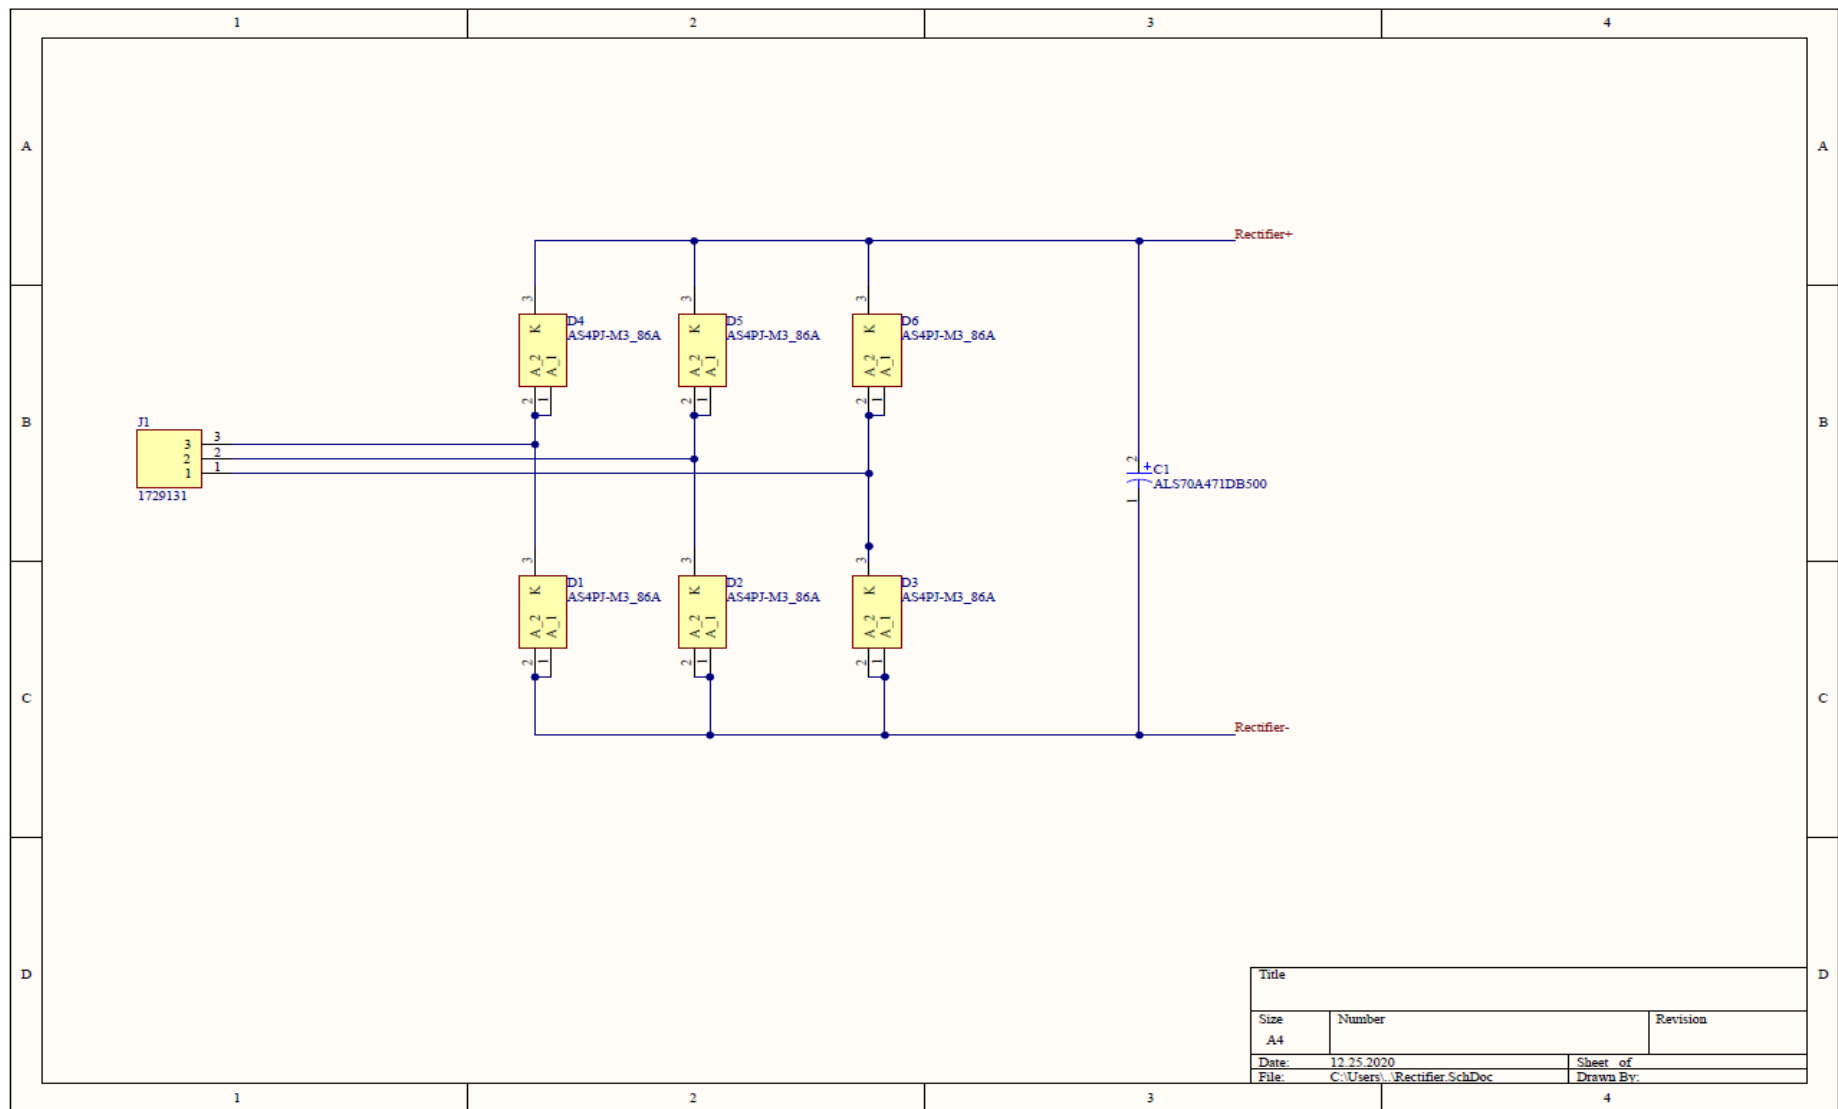 1 2 3 4
A A
Rectifier+
3 3 3
D4 D5 D6
AS4PJ-M3_86A AS4PJ-M3_86A AS4PJ-M3_86A
K K K
A_2 A_1 A_2 A_1 A_2 A_1
2 1 2 1 2 1
B B
J1
3 3
2 2
1 1
1729131
2
+ C1
ALS70A471DB500
1
3 3 3
D1 D2 D3
AS4PJ-M3_86A AS4PJ-M3_86A AS4PJ-M3_86A
K K K
A_2 A_1 A_2 A_1 A_2 A_1
2 1 2 1 2 1
C C
Rectifier-
D D
Title
Size Number Revision
A4
Date: 12.25.2020 Sheet of
File: C:\Users\..\Rectifier.SchDoc Drawn By:
1 2 3 4